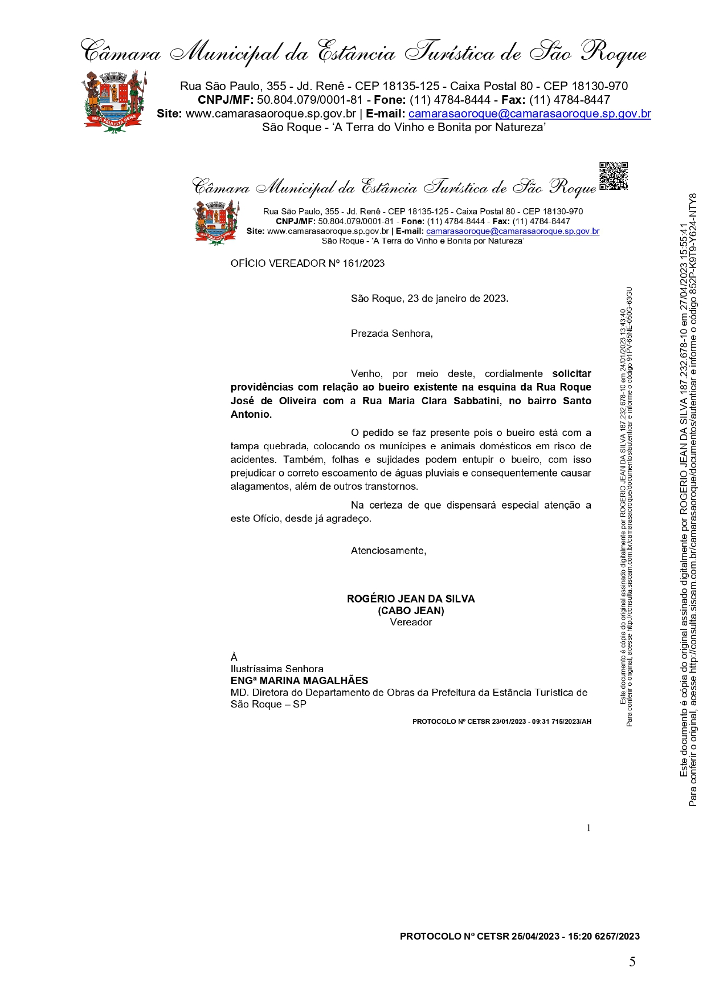 Câmara Municipal da Estância Turística de São Roque
Rua São Paulo, 355 - Jd. Renê - CEP 18135-125 - Caixa Postal 80 - CEP 18130-970
CNPJ/MF: 50.804.079/0001-81 - Fone: (11) 4784-8444 - Fax: (11) 4784-8447
Site: www.camarasaoroque.sp.gov.br | E-mail: camarasaoroque@camarasaoroque.sp.gov.br
São Roque - ‘A Terra do Vinho e Bonita por Natureza’
MEA PAULISTA GENS
Câmara Municipal da Estância Turística de São Roque
Rua São Paulo, 355 - Jd. Renê - CEP 18135-125 - Caixa Postal 80 - CEP 18130-970
CNPJ/MF: 50.804.079/0001-81 - Fone: (11) 4784-8444 - Fax: (11) 4784-8447
Site: www.camarasaoroque.sp.gov.br | E-mail: camarasaoroque@camarasaoroque.sp.gov.br
São Roque - ‘A Terra do Vinho e Bonita por Natureza’
MEA PAULISTA GENS
OFÍCIO VEREADOR Nº 161/2023
São Roque, 23 de janeiro de 2023.
Prezada Senhora,
Venho, por meio deste, cordialmente solicitar
providências com relação ao bueiro existente na esquina da Rua Roque
José de Oliveira com a Rua Maria Clara Sabbatini, no bairro Santo
Antonio.
O pedido se faz presente pois o bueiro está com a
tampa quebrada, colocando os munícipes e animais domésticos em risco de
acidentes. Também, folhas e sujidades podem entupir o bueiro, com isso
prejudicar o correto escoamento de águas pluviais e consequentemente causar
alagamentos, além de outros transtornos.
Na certeza de que dispensará especial atenção a
este Ofício, desde já agradeço.
Atenciosamente,
ROGÉRIO JEAN DA SILVA
(CABO JEAN)
Vereador
À
Ilustríssima Senhora
ENGª MARINA MAGALHÃES
MD. Diretora do Departamento de Obras da Prefeitura da Estância Turística de
São Roque – SP
PROTOCOLO Nº CETSR 23/01/2023 - 09:31 715/2023/AH
Este documento é cópia do original assinado digitalmente por ROGERIO JEAN DA SILVA 187.232.678-10 em 24/01/2023 13:43:40
Para conferir o original, acesse http://consulta.siscam.com.br/camarasaoroque/documentos/autenticar e informe o código 91PV-65NE-050G-63GU
1
Este documento é cópia do original assinado digitalmente por ROGERIO JEAN DA SILVA 187.232.678-10 em 27/04/2023 15:55:41
Para conferir o original, acesse http://consulta.siscam.com.br/camarasaoroque/documentos/autenticar e informe o código 852P-K9T9-Y624-NTY8
PROTOCOLO Nº CETSR 25/04/2023 - 15:20 6257/2023
5